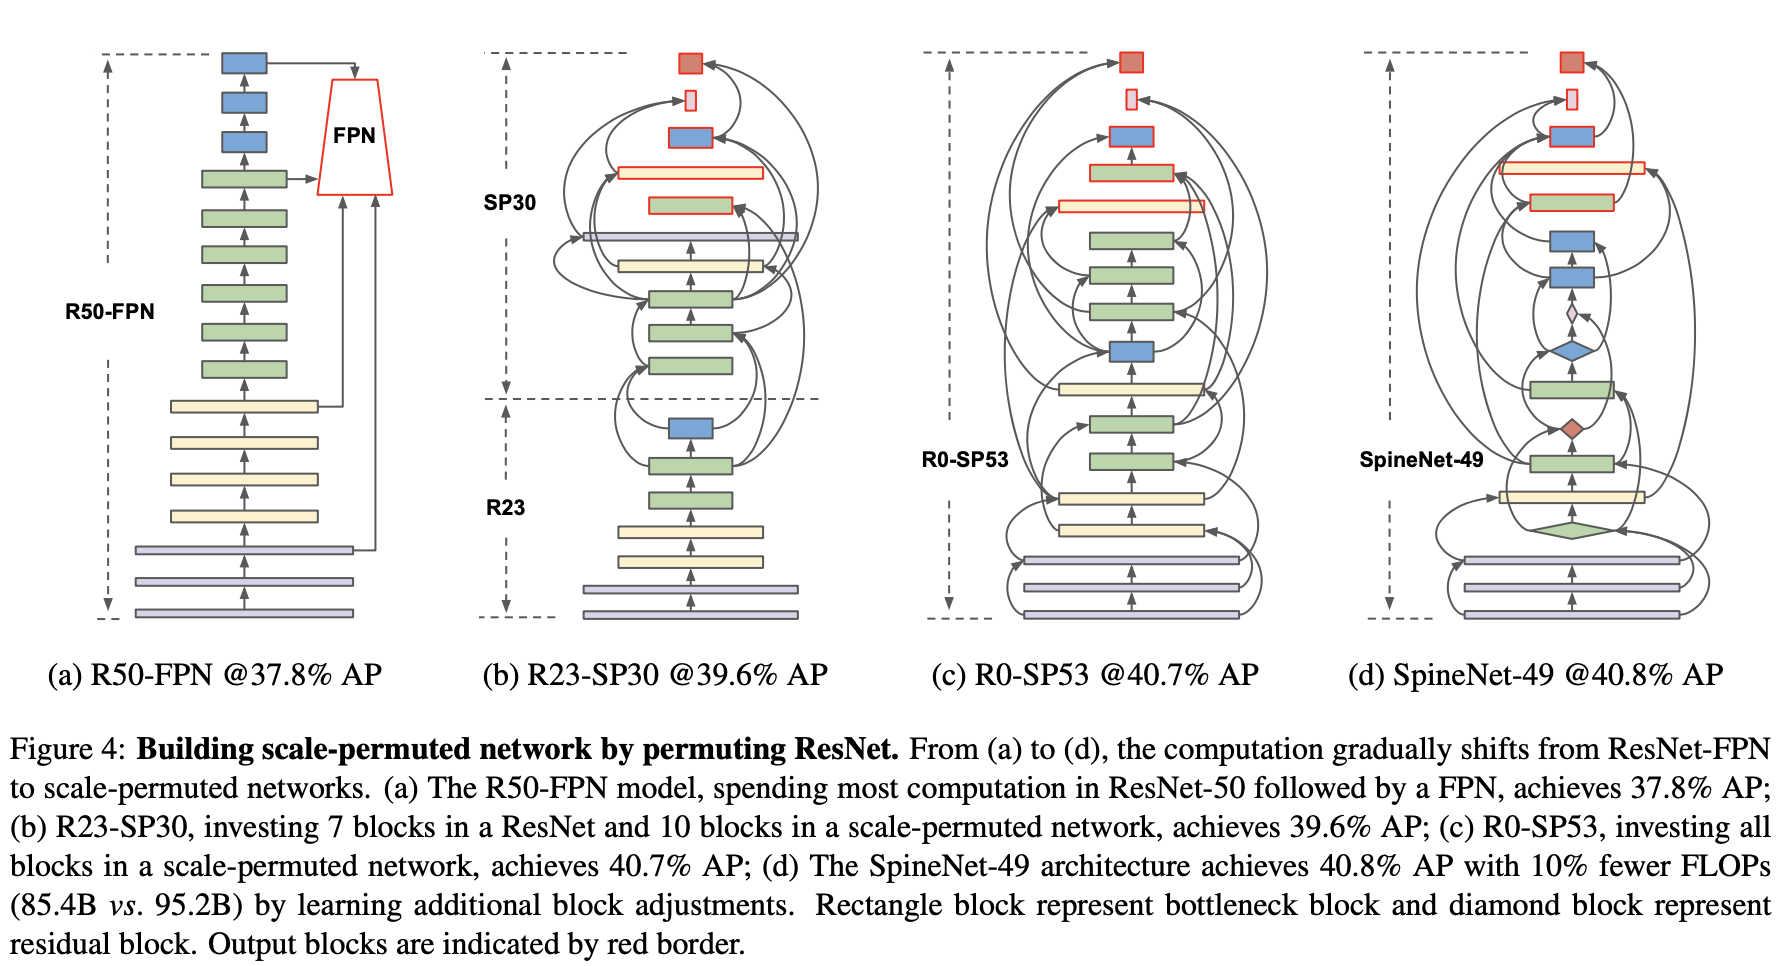 FPN
R50-FPN
SP30
R23
R0-SP53
SpineNet-49
(a) R50-FPN @37.8% AP
(b) R23-SP30 @39.6% AP
(c) R0-SP53 @40.7% AP
(d) SpineNet-49 @40.8% AP
Figure 4: Building scale-permuted network by permuting ResNet. From (a) to (d), the computation gradually shifts from ResNet-FPN
to scale-permuted networks. (a) The R50-FPN model, spending most computation in ResNet-50 followed by a FPN, achieves 37.8% AP;
(b) R23-SP30, investing 7 blocks in a ResNet and 10 blocks in a scale-permuted network, achieves 39.6% AP; (c) R0-SP53, investing all
blocks in a scale-permuted network, achieves 40.7% AP; (d) The SpineNet-49 architecture achieves 40.8% AP with 10% fewer FLOPs
(85.4B vs. 95.2B) by learning additional block adjustments. Rectangle block represent bottleneck block and diamond block represent
residual block. Output blocks are indicated by red border.